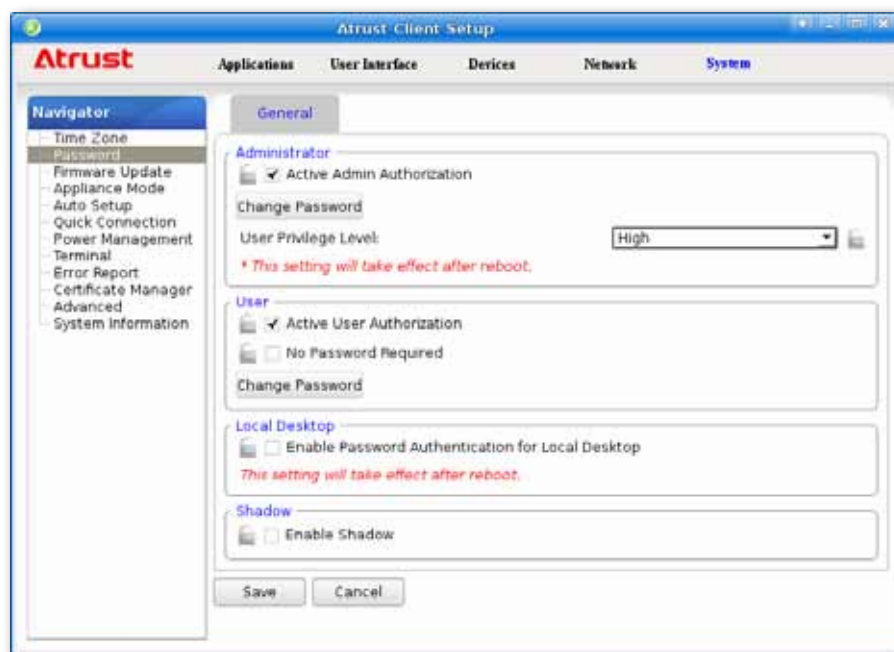 Atrust Client Setup
Atrust
Applications User Interface Devices Network System
Navigator
Time Zone
Password
Firmware Update
Appliance Mode
Auto Setup
Quick Connection
Power Management
Terminal
Error Report
Certificate Manager
Advanced
System Information
General
Administrator
Active Admin Authorization
Change Password
User Privilege Level: High
* This setting will take effect after reboot.
User
Active User Authorization
No Password Required
Change Password
Local Desktop
Enable Password Authentication for Local Desktop
This setting will take effect after reboot.
Shadow
Enable Shadow
Save Cancel